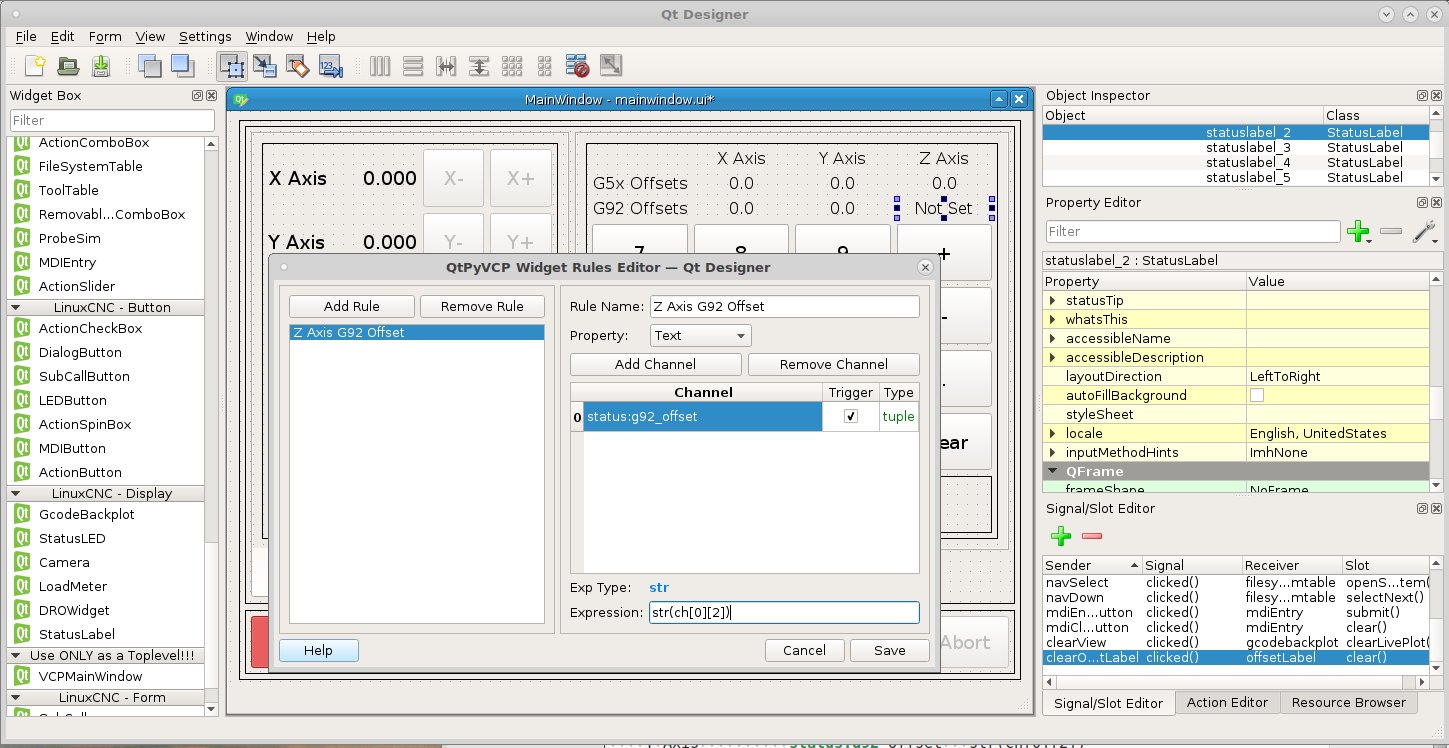 Qt Designer
File Edit Form View Settings Window Help
Widget Box
Filter
ActionComboBox
FileSystemTable
ToolTable
Removabl...ComboBox
ProbeSim
MDIEntry
ActionSlider
LinuxCNC - Button
ActionCheckBox
DialogButton
SubCallButton
LEDButton
ActionSpinBox
MDIButton
ActionButton
LinuxCNC - Display
GcodeBackplot
StatusLED
Camera
LoadMeter
DROWidget
StatusLabel
Use ONLY as a Toplevel!!!
VCPMainWindow
LinuxCNC - Form
MainWindow - mainwindow.ui*
X Axis 0.000 X- X+
Y Axis 0.000 Y- Y+
X Axis Y Axis Z Axis
G5x Offsets 0.0 0.0 0.0
G92 Offsets 0.0 0.0 Not Set
7 8 9 +
-
.
ear
Abort
QtPyVCP Widget Rules Editor — Qt Designer
Add Rule Remove Rule
Z Axis G92 Offset
Rule Name: Z Axis G92 Offset
Property: Text
Add Channel Remove Channel
Channel Trigger Type
0 status:g92_offset tuple
Exp Type: str
Expression: str(ch[0][2])
Help Cancel Save
Object Inspector
Object Class
statuslabel_2 StatusLabel
statuslabel_3 StatusLabel
statuslabel_4 StatusLabel
statuslabel_5 StatusLabel
Property Editor
Filter
statuslabel_2 : StatusLabel
Property Value
statusTip
whatsThis
accessibleName
accessibleDescription
layoutDirection LeftToRight
autoFillBackground
styleSheet
locale English, UnitedStates
inputMethodHints ImhNone
QFrame
frameShape NoFrame
Signal/Slot Editor
Sender Signal Receiver Slot
navSelect clicked() filesy...mtable openS...tem(
navDown clicked() filesy...mtable selectNext()
mdiEn...utton clicked() mdiEntry submit()
mdiCl...utton clicked() mdiEntry clear()
clearView clicked() gcodebackplot clearLivePlot(
clearO...tLabel clicked() offsetLabel clear()
Signal/Slot Editor Action Editor Resource Browser